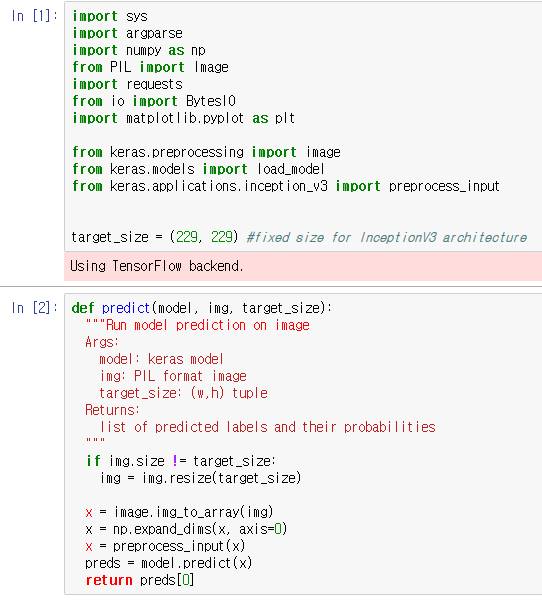 In [1]:
import sys
import argparse
import numpy as np
from PIL import Image
import requests
from io import BytesIO
import matplotlib.pyplot as plt
from keras.preprocessing import image
from keras.models import load_model
from keras.applications.inception_v3 import preprocess_input
target_size = (229, 229) #fixed size for InceptionV3 architecture
Using TensorFlow backend.
In [2]:
def predict(model, img, target_size):
"""Run model prediction on image
Args:
model: keras model
img: PIL format image
target_size: (w,h) tuple
Returns:
list of predicted labels and their probabilities
"""
if img.size != target_size:
img = img.resize(target_size)
x = image.img_to_array(img)
x = np.expand_dims(x, axis=0)
x = preprocess_input(x)
preds = model.predict(x)
return preds[0]